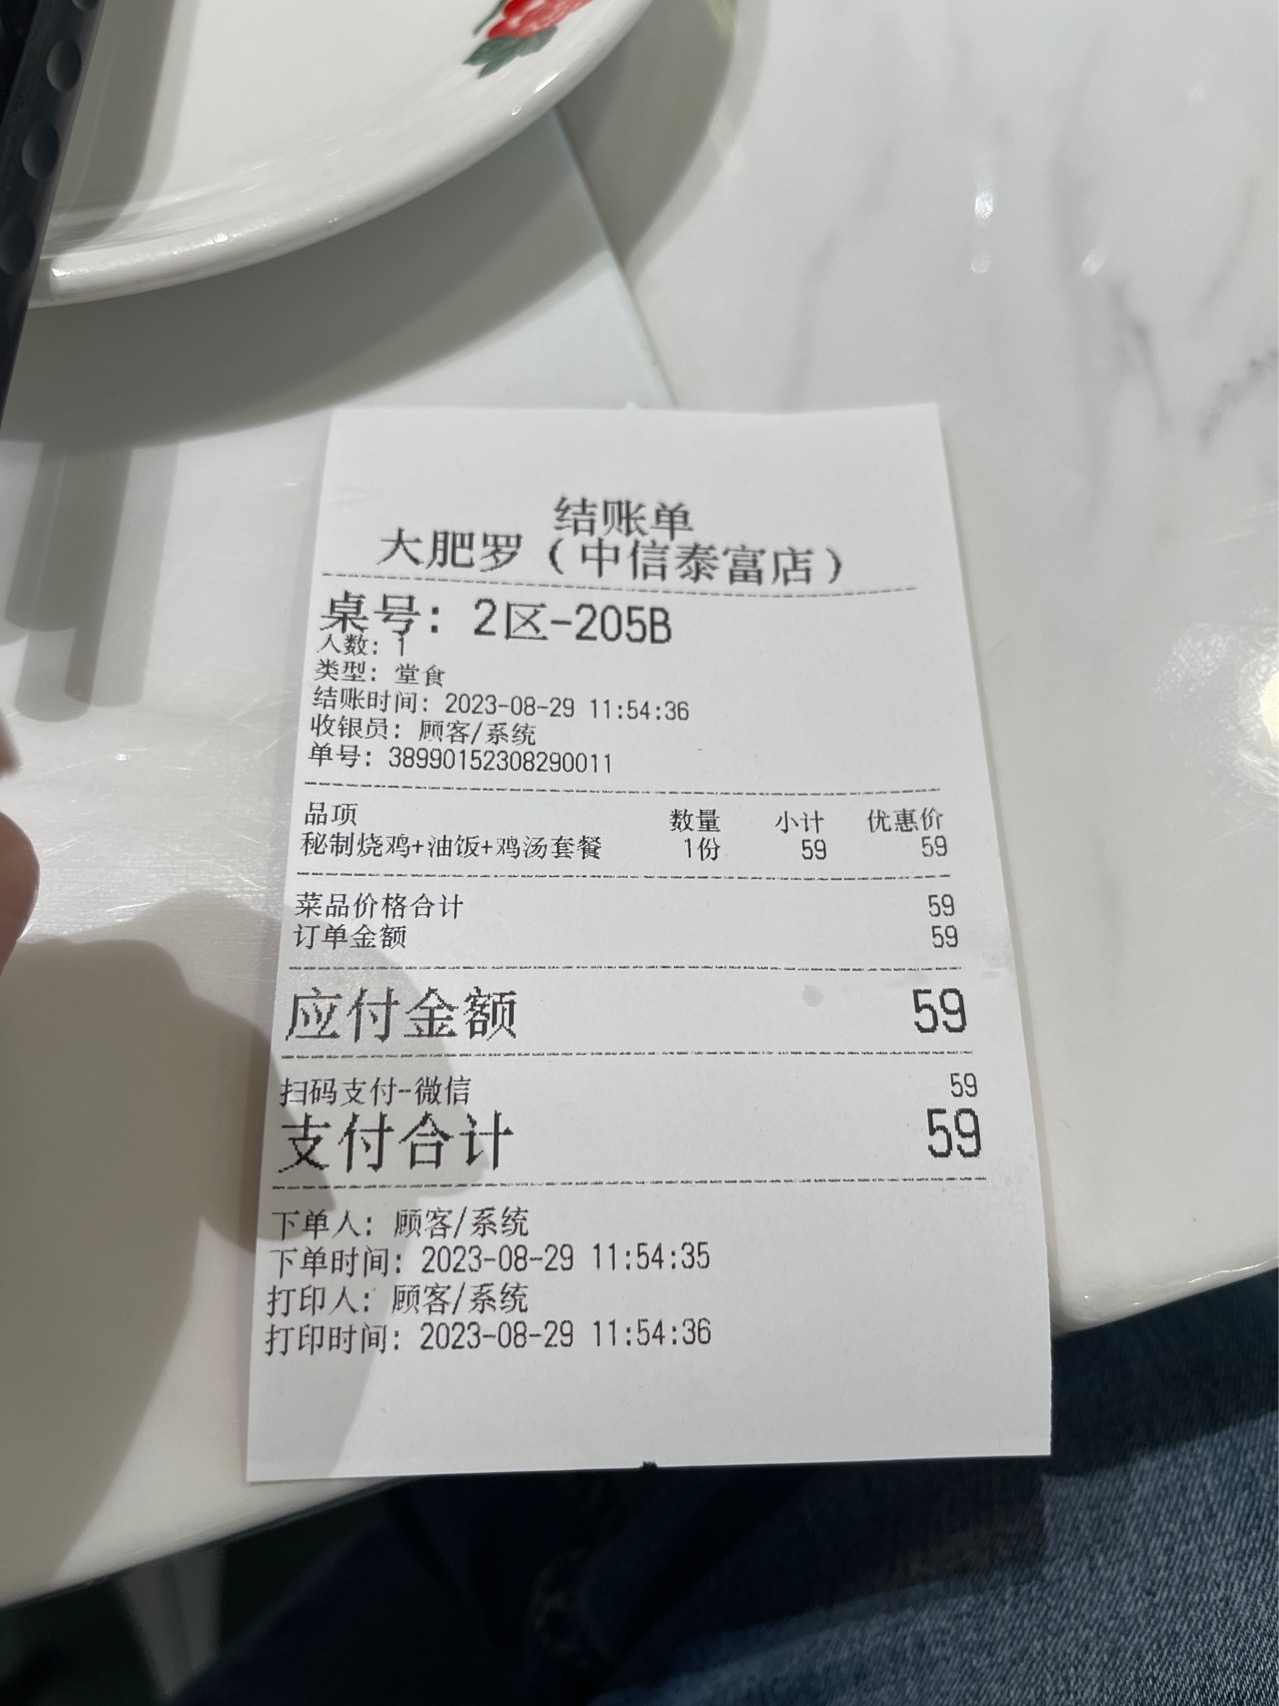 结账单
大肥罗（中信泰富店）
桌号：2区-205B
人数：1
类型：堂食
结账时间：2023-08-29 11:54:36
收银员：顾客/系统
单号：389901523082900​11
品项 数量 小计 优惠价
秘制烧鸡+油饭+鸡汤套餐 1份 59 59
菜品价格合计 59
订单金额 59
应付金额 59
扫码支付-微信 59
支付合计 59
下单人：顾客/系统
下单时间：2023-08-29 11:54:35
打印人：顾客/系统
打印时间：2023-08-29 11:54:36